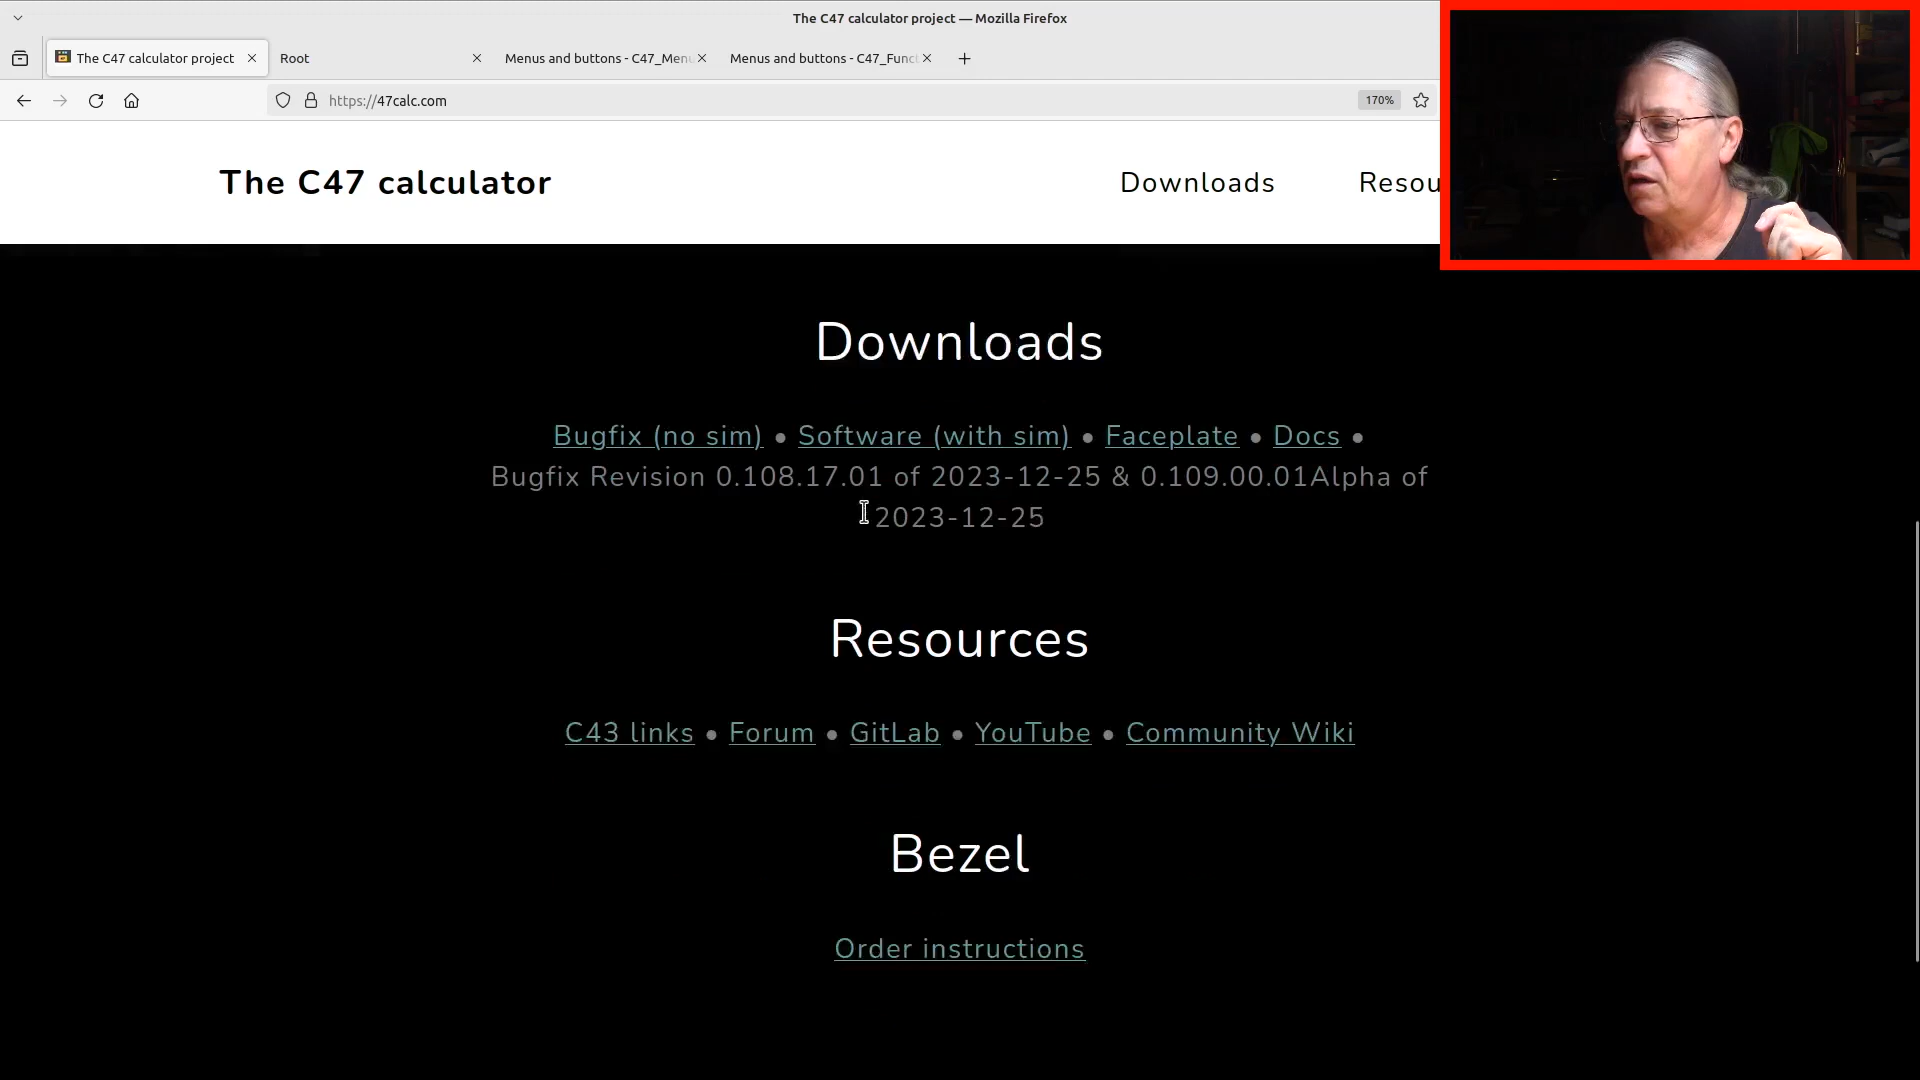 The C47 calculator project — Mozilla Firefox
The C47 calculator project
Root
Menus and buttons - C47_Menu
Menus and buttons - C47_Funct
https://47calc.com
170%
The C47 calculator
Downloads
Resou
Downloads
Bugfix (no sim) • Software (with sim) • Faceplate • Docs •
Bugfix Revision 0.108.17.01 of 2023-12-25 & 0.109.00.01Alpha of
2023-12-25
Resources
C43 links • Forum • GitLab • YouTube • Community Wiki
Bezel
Order instructions